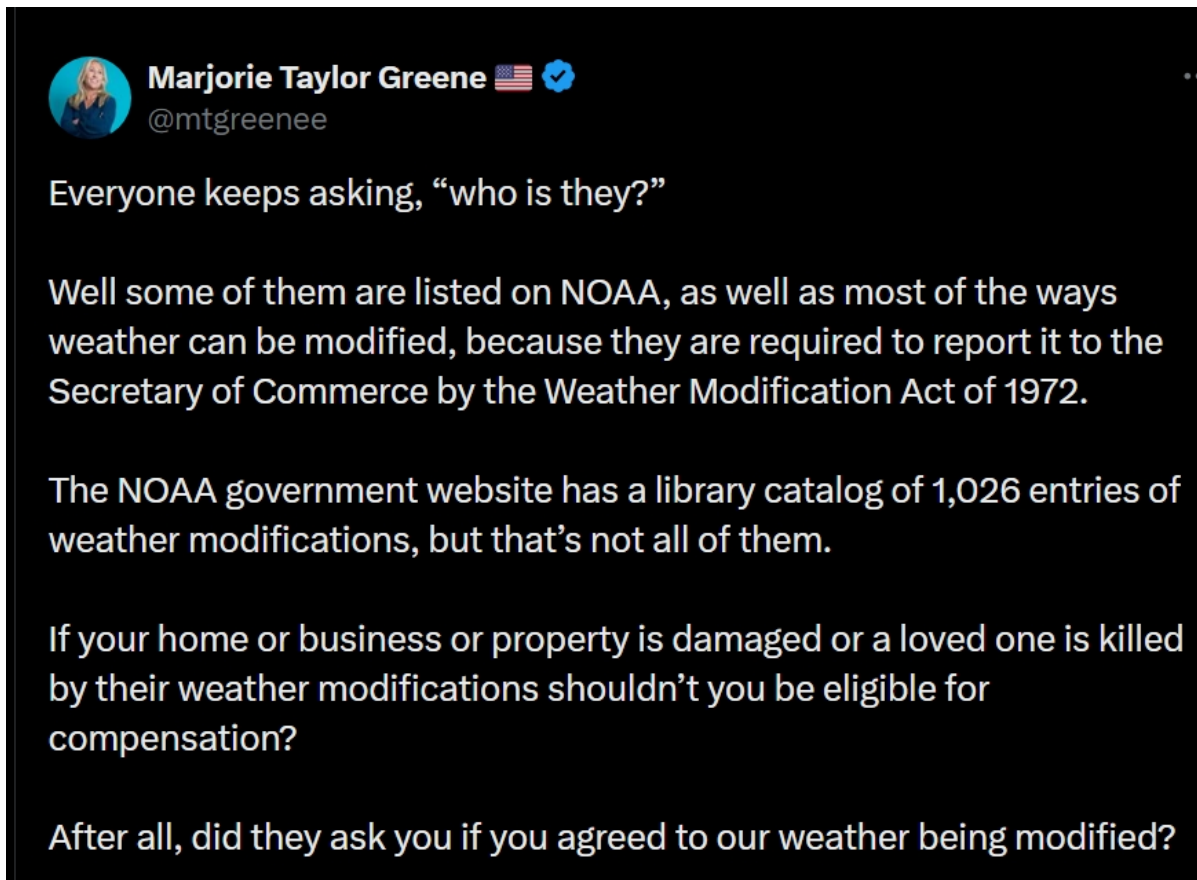 Marjorie Taylor Greene 🇺🇸
@mtgreenee
Everyone keeps asking, “who is they?”
Well some of them are listed on NOAA, as well as most of the ways
weather can be modified, because they are required to report it to the
Secretary of Commerce by the Weather Modification Act of 1972.
The NOAA government website has a library catalog of 1,026 entries of
weather modifications, but that’s not all of them.
If your home or business or property is damaged or a loved one is killed
by their weather modifications shouldn’t you be eligible for
compensation?
After all, did they ask you if you agreed to our weather being modified?